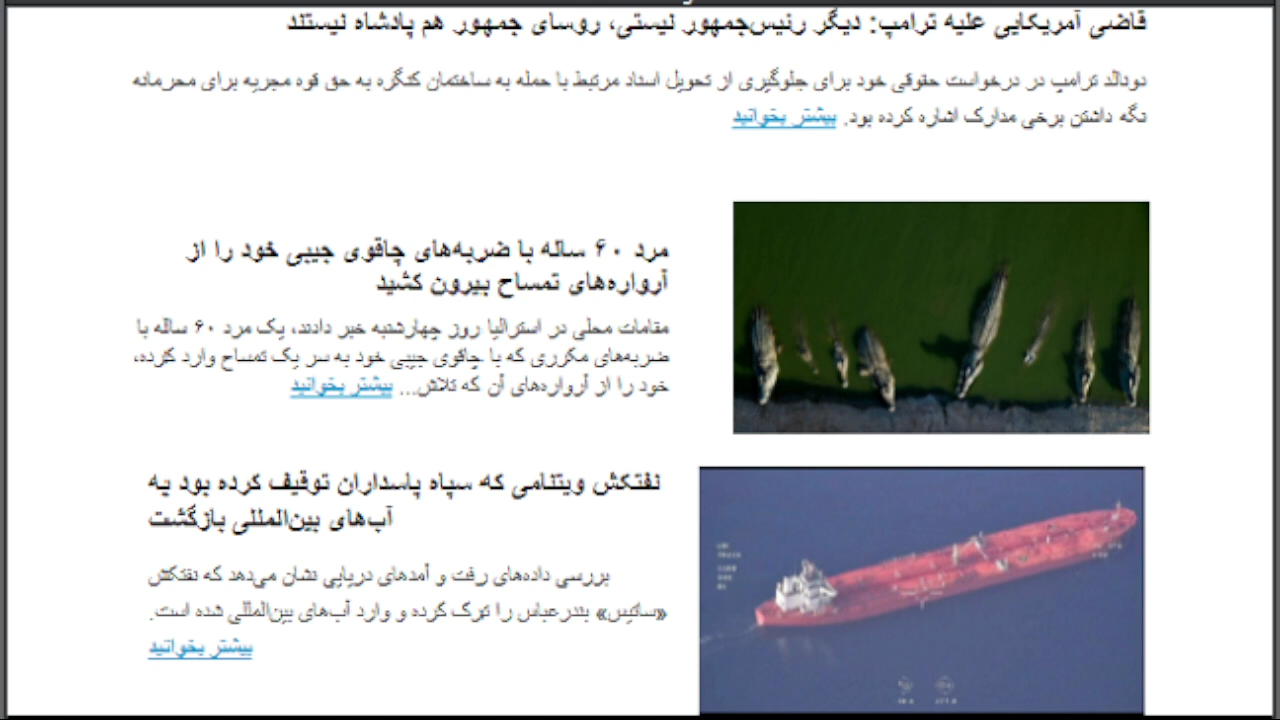 قاضی آمریکایی علیه ترامپ: دیگر رئیس‌جمهور نیستی، روسای جمهور هم پادشاه نیستند
دونالد ترامپ در درخواست حقوقی خود برای جلوگیری از تحویل اسناد مرتبط با حمله به ساختمان کنگره به حق قوه مجریه برای محرمانه
نگه داشتن برخی مدارک اشاره کرده بود. بیشتر بخوانید
مرد ۶۰ ساله با ضربه‌های چاقوی جیبی خود را از
آرواره‌های تمساح بیرون کشید
مقامات محلی در استرالیا روز چهارشنبه خبر دادند، یک مرد ۶۰ ساله با
ضربه‌های مکرری که با چاقوی جیبی خود به سر یک تمساح وارد کرده،
خود را از آرواره‌های آن که تلاش... بیشتر بخوانید
نفتکش ویتنامی که سپاه پاسداران توقیف کرده بود به
آب‌های بین‌المللی بازگشت
بررسی داده‌های رفت و آمدهای دریایی نشان می‌دهد که نفتکش
«ساتیس» بندرعباس را ترک کرده و وارد آب‌های بین‌المللی شده است.
بیشتر بخوانید